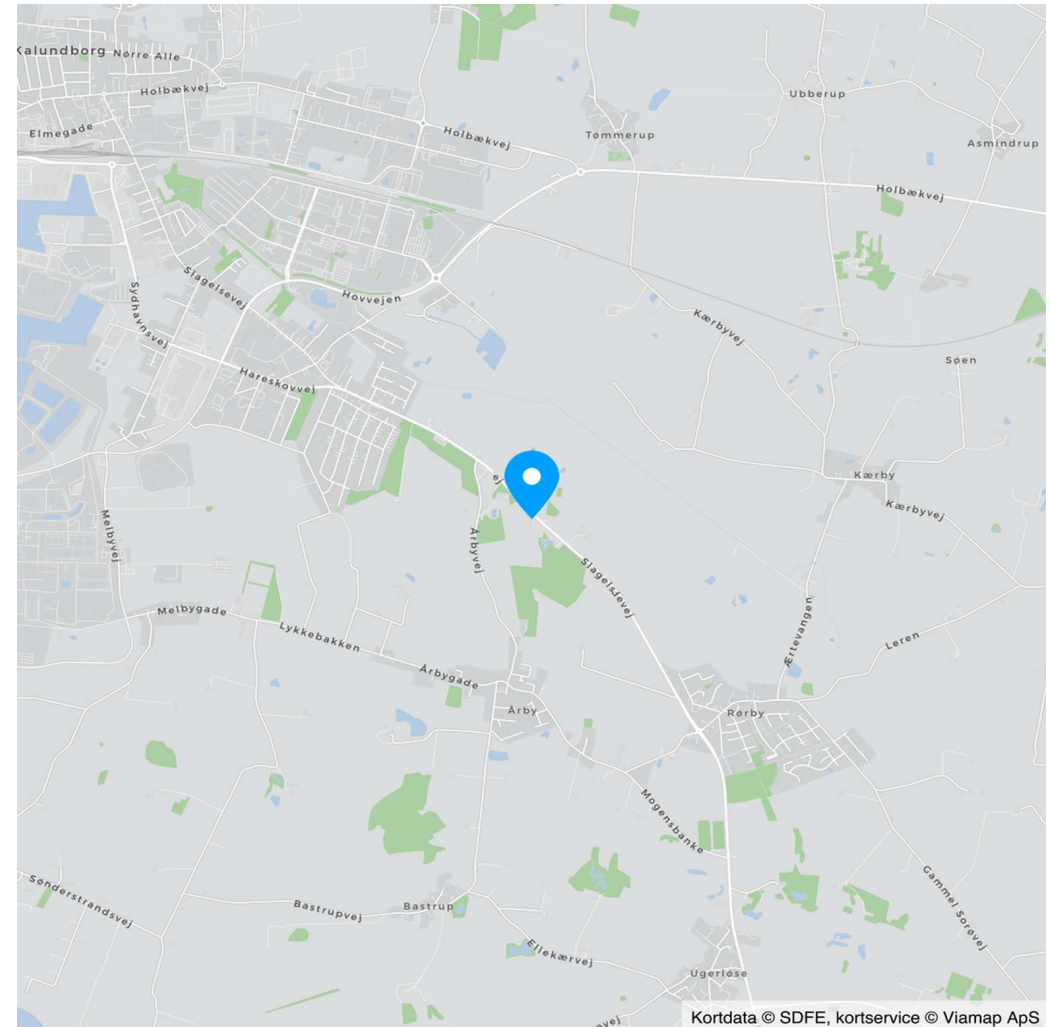 Kalundborg
Nørre Alle
Holbækvej
Elmegade
Holbækvej
Tømmerup
Ubberup
Asmindrup
Holbækvej
Sydhavnsvej
Slagelsevej
Hovvejen
Kærbyvej
Søen
Hareskovvej
ej
Kærby
Kærbyvej
Melbyvej
Årbyvej
Slagelsevej
Melbygade
Lykkebakken
Ærtevangen
Leren
Årbygade
Årby
Rørby
Mogensbanke
Gammel Sorøvej
Sønderstrandsvej
Bastrupvej
Bastrup
Ellekærvej
Ugerløse
evej
Kortdata © SDFE, kortservice © Viamap ApS